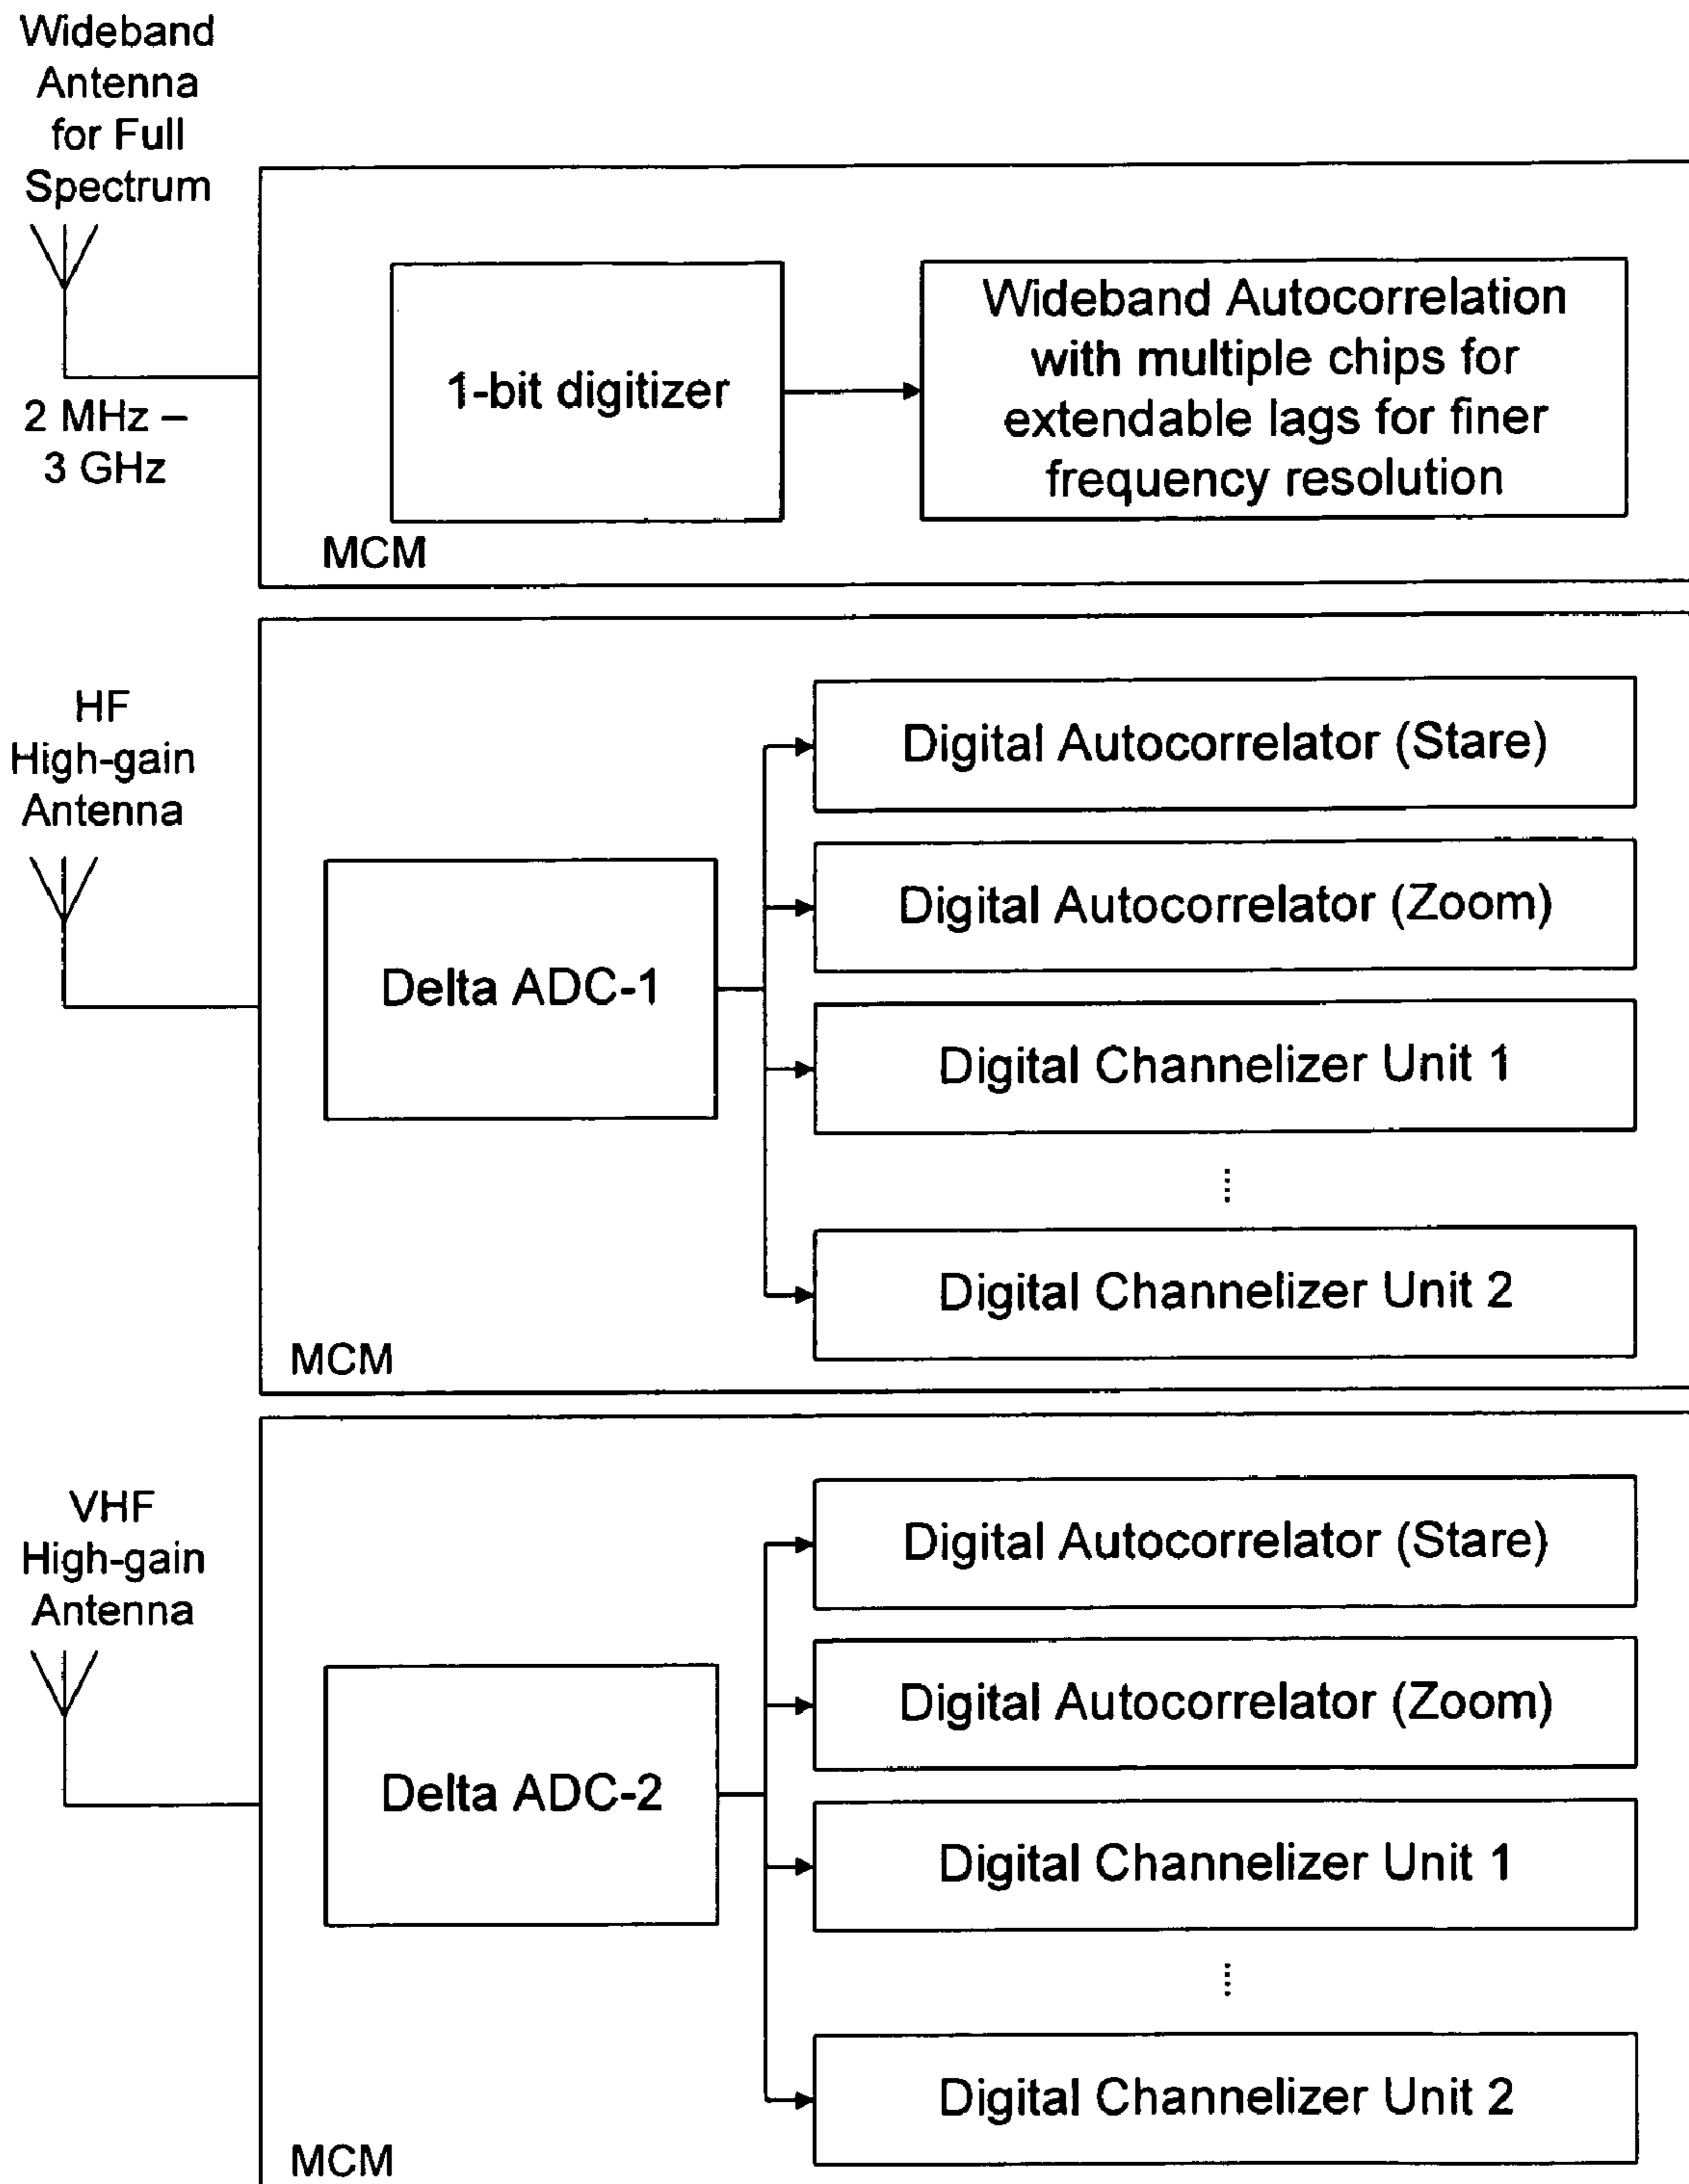 Wideband
Antenna
for Full
Spectrum
2 MHz –
3 GHz
1-bit digitizer
Wideband Autocorrelation
with multiple chips for
extendable lags for finer
frequency resolution
MCM
HF
High-gain
Antenna
Delta ADC-1
Digital Autocorrelator (Stare)
Digital Autocorrelator (Zoom)
Digital Channelizer Unit 1
Digital Channelizer Unit 2
MCM
VHF
High-gain
Antenna
Delta ADC-2
Digital Autocorrelator (Stare)
Digital Autocorrelator (Zoom)
Digital Channelizer Unit 1
Digital Channelizer Unit 2
MCM